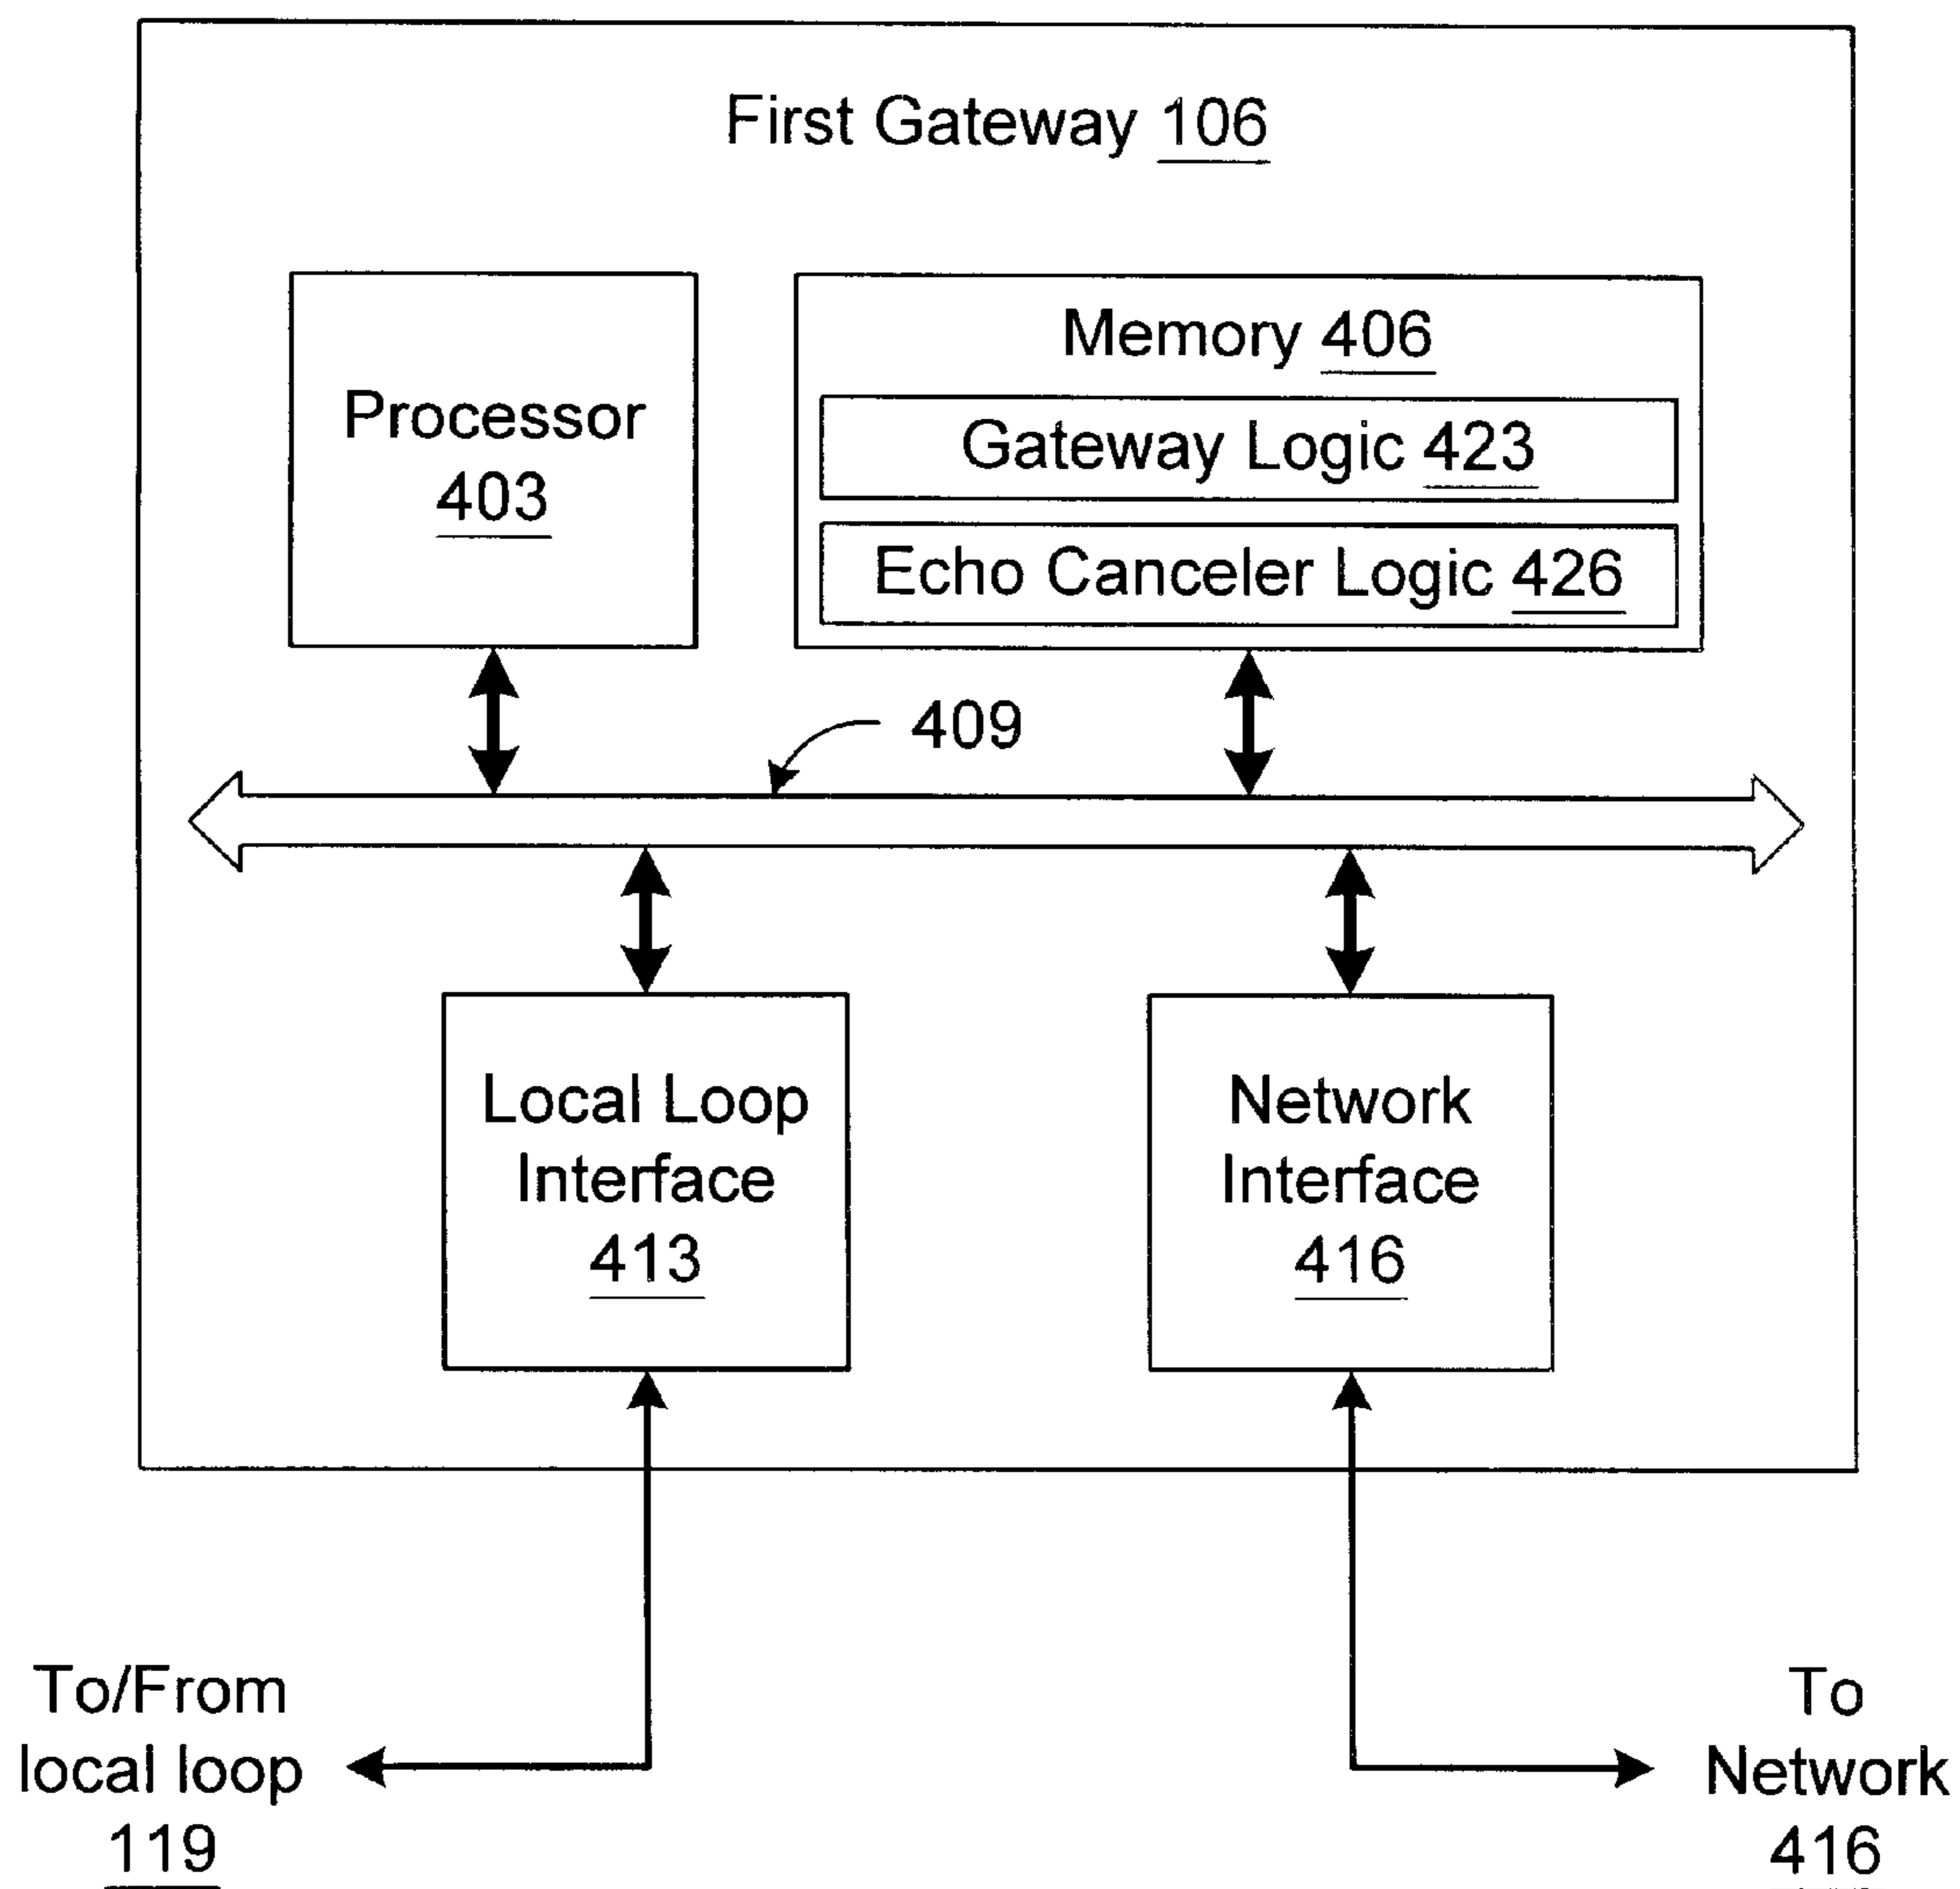 First Gateway 106
Processor
403
Memory 406
Gateway Logic 423
Echo Canceler Logic 426
409
Local Loop
Interface
413
Network
Interface
416
To/From
local loop
119
To
Network
416